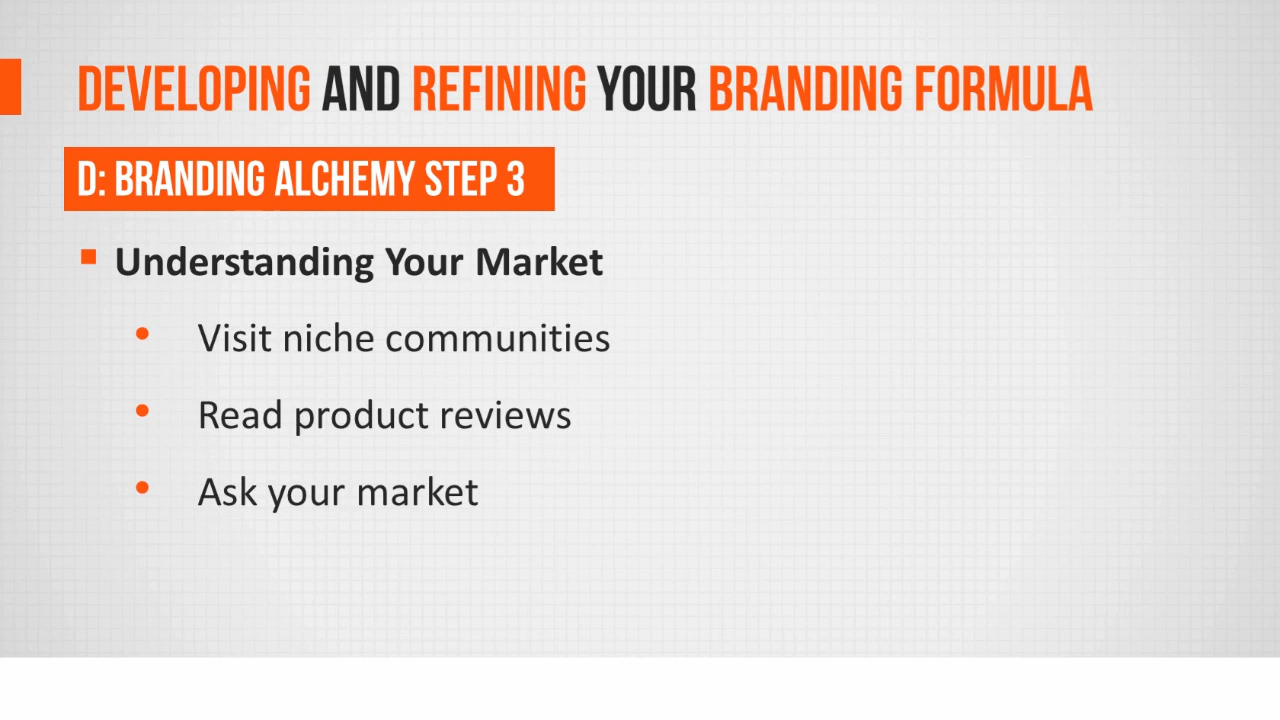 DEVELOPING AND REFINING YOUR BRANDING FORMULA
D: BRANDING ALCHEMY STEP 3
Understanding Your Market
Visit niche communities
Read product reviews
Ask your market